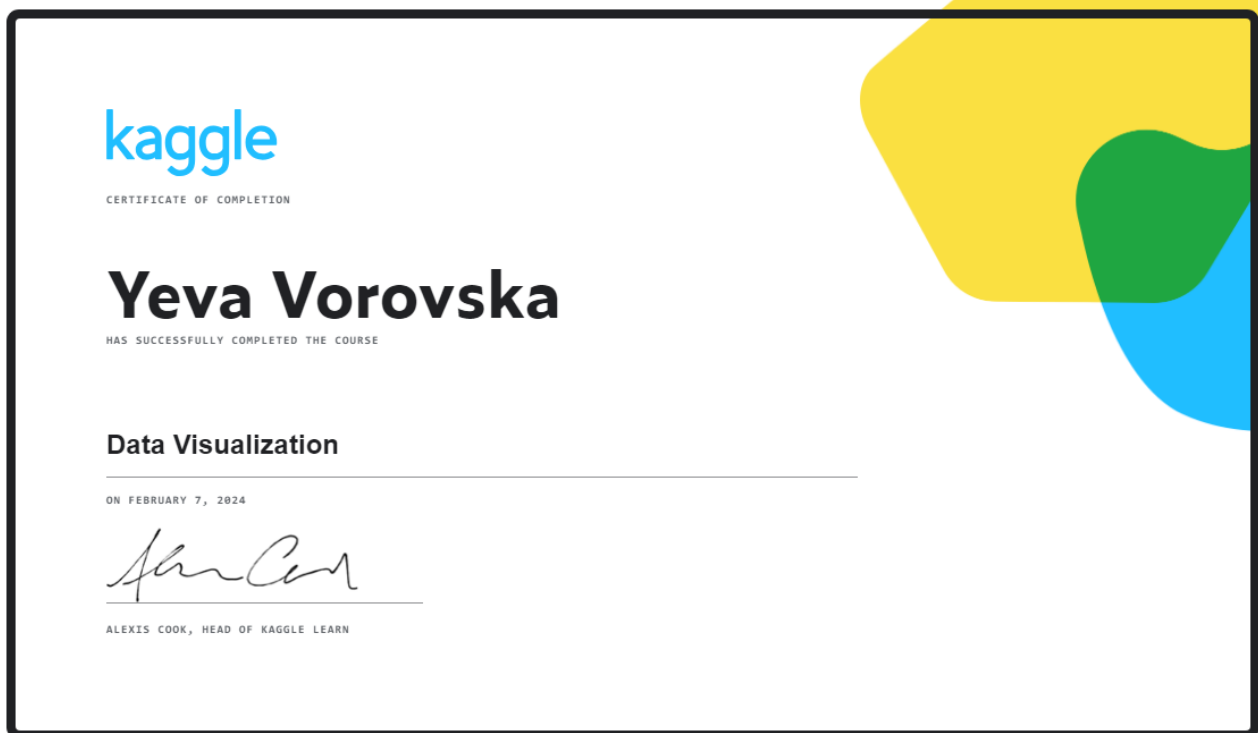 kaggle
CERTIFICATE OF COMPLETION
Yeva Vorovska
HAS SUCCESSFULLY COMPLETED THE COURSE
Data Visualization
ON FEBRUARY 7, 2024
ALEXIS COOK, HEAD OF KAGGLE LEARN